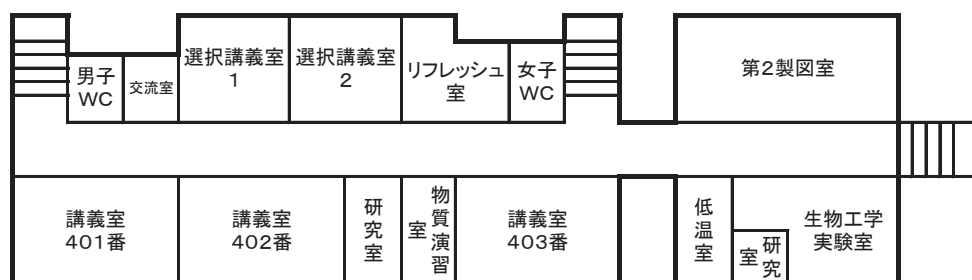 男子
WC
交流室
選択講義室
1
選択講義室
2
リフレッシュ
室
女子
WC
第2製図室
講義室
401番
講義室
402番
研究室
物質演習
室
講義室
403番
低温室
研究
室
生物工学
実験室